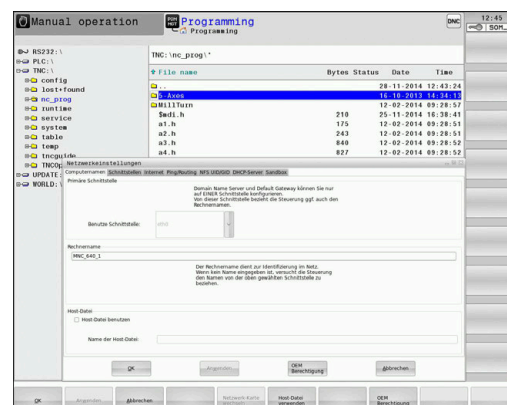 Manual operation
Programming
Programming
DNC
12:45
RS232:\
PLC:\
TNC:\
config
lost+found
nc_prog
runtime
service
system
table
temp
tncguide
UPDATE:
WORLD:\
TNC:\nc_prog\*
File name Bytes Status Date Time
.. 28-11-2014 12:43:24
5-Axes 16-10-2013 14:34:13
MillTurn 12-02-2014 09:28:57
$mdi.h 210 25-11-2014 16:38:41
a1.h 175 12-02-2014 09:28:51
a2.h 243 12-02-2014 09:28:51
a3.h 840 12-02-2014 09:28:52
a4.h 827 12-02-2014 09:28:52
Netzwerkeinstellungen
Computernamen Schnittstellen Internet Ping/Routing NFS UID/GID DHCP-Server Sandbox
Primäre Schnittstelle
Domain Name-Server und Default Gateway können Sie nur
auf EINER Schnittstelle konfigurieren.
Von dieser Schnittstelle bezieht die Steuerung ggf. auch den
Rechnernamen.
Benutze Schnittstelle: eth0
Rechnername
MNC_640_1
Der Rechnername dient zur Identifizierung im Netz.
Wenn kein Name eingegeben ist, versucht die Steuerung
den Namen von der oben gewählten Schnittstelle zu
beziehen.
Host-Datei
Host-Datei benutzen
Name der Host-Datei:
OK
Anwenden
OEM
Berechtigung
Abbrechen
OK
Anwenden
Abbrechen
Netzwerk-Karte
Host-Datei
verwenden
OEM
Berechtigung